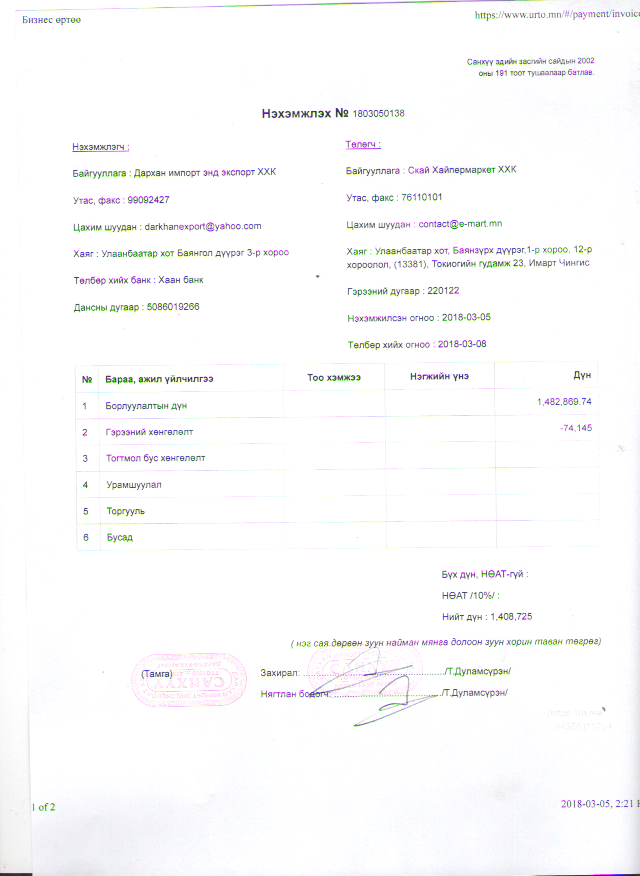 Бизнес өртөө
https://www.urto.mn/#/payment/invoice
Санхүү эдийн засгийн сайдын 2002
оны 191 тоот тушаалаар батлав.
Нэхэмжлэх № 1803050138
Нэхэмжлэгч :
Байгууллага : Дархан импорт энд экспорт ХХК
Утас, факс : 99092427
Цахим шуудан : darkhanexport@yahoo.com
Хаяг : Улаанбаатар хот Баянгол дүүрэг 3-р хороо
Төлбөр хийх банк : Хаан банк
Дансны дугаар : 5086019266
Төлөгч :
Байгууллага : Скай Хайпермаркет ХХК
Утас, факс : 76110101
Цахим шуудан : contact@e-mart.mn
Хаяг : Улаанбаатар хот, Баянзүрх дүүрэг,1-р хороо, 12-р
хороолол, (13381), Токиогийн гудамж 23, Имарт Чингис
Гэрээний дугаар : 220122
Нэхэмжилсэн огноо : 2018-03-05
Төлбөр хийх огноо : 2018-03-08
№ Бараа, ажил үйлчилгээ Тоо хэмжээ Нэгжийн үнэ Дүн
1 Борлуулалтын дүн 1,482,869.74
2 Гэрээний хөнгөлөлт -74,145
3 Тогтмол бус хөнгөлөлт
4 Урамшуулал
5 Торгууль
6 Бусад
Бүх дүн, НӨАТ-гүй :
НӨАТ /10%/ :
Нийт дүн : 1,408,725
( нэг сая дөрвөн зуун найман мянга долоон зуун хорин таван төгрөг)
(Тамга)
САНХҮҮ
Захирал: ........................................./Т.Дуламсүрэн/
Нягтлан бодогч: ................................./Т.Дуламсүрэн/
1 of 2
2018-03-05, 2:21